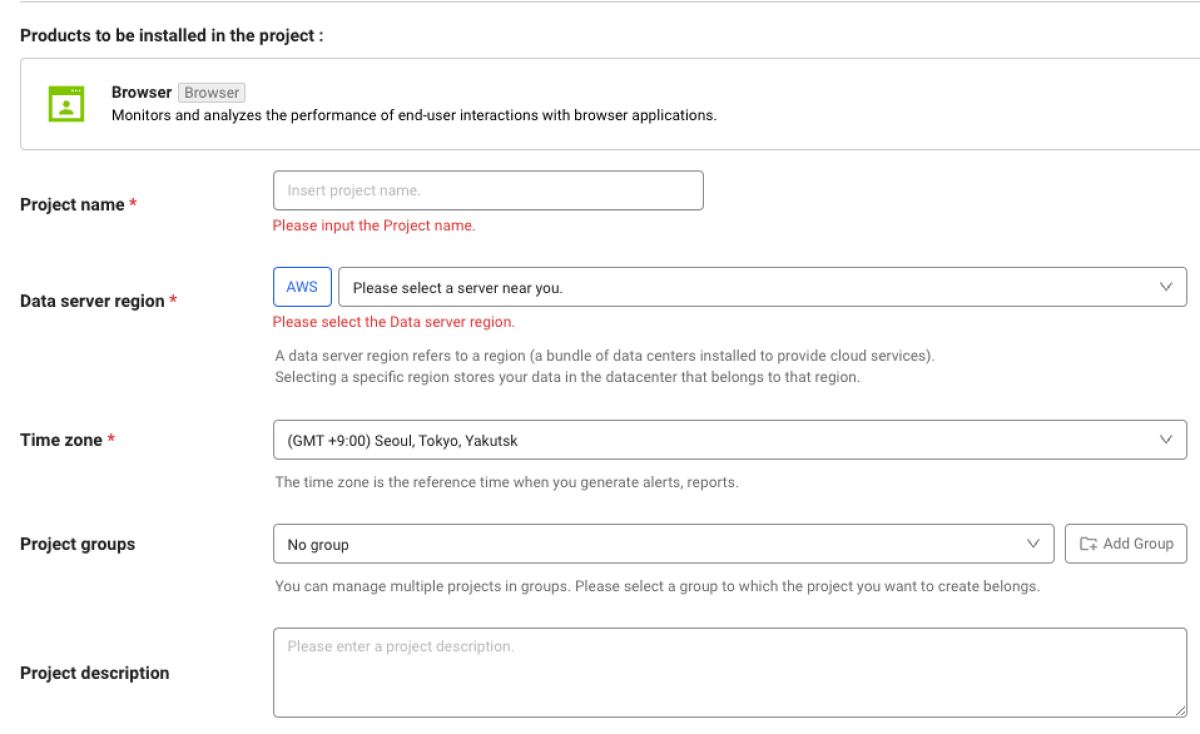 Products to be installed in the project :
Browser Browser
Monitors and analyzes the performance of end-user interactions with browser applications.
Project name *
Insert project name.
Please input the Project name.
Data server region *
AWS
Please select a server near you.
Please select the Data server region.
A data server region refers to a region (a bundle of data centers installed to provide cloud services).
Selecting a specific region stores your data in the datacenter that belongs to that region.
Time zone *
(GMT +9:00) Seoul, Tokyo, Yakutsk
The time zone is the reference time when you generate alerts, reports.
Project groups
No group
Add Group
You can manage multiple projects in groups. Please select a group to which the project you want to create belongs.
Project description
Please enter a project description.